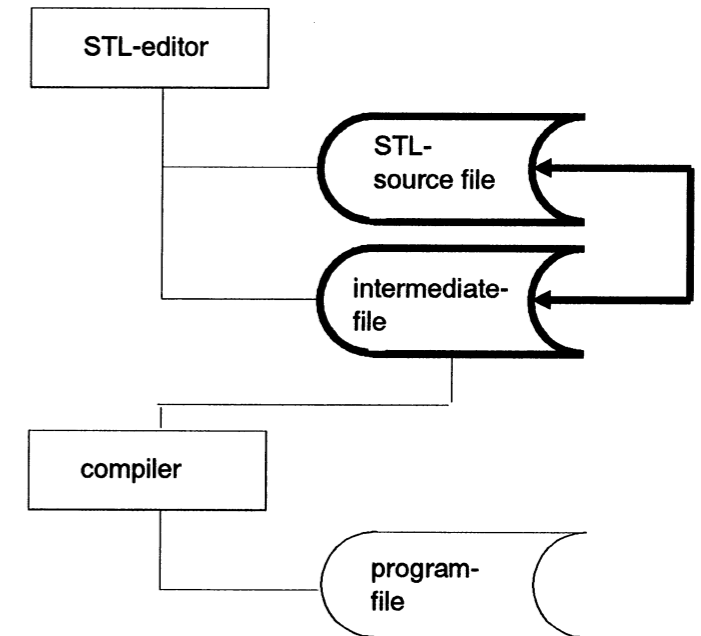 STL-editor
STL-
source file
intermediate-
file
compiler
program-
file